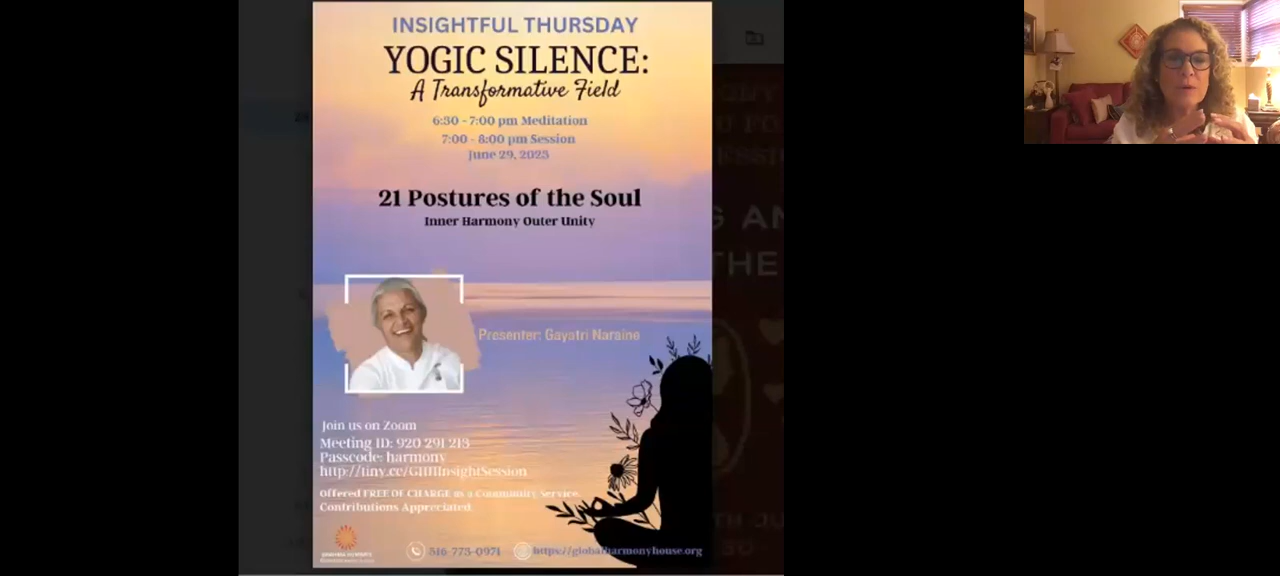 INSIGHTFUL THURSDAY
YOGIC SILENCE:
A Transformative Field
6:30 - 7:00 pm Meditation
7:00 - 8:00 pm Session
June 29, 2023
21 Postures of the Soul
Inner Harmony Outer Unity
Presenter: Gayatri Naraine
Join us on Zoom
Meeting ID: 920 291 213
Passcode: harmony
http://tiny.cc/GHHInsightSession
Offered FREE OF CHARGE as a Community Service.
Contributions Appreciated.
516-773-0971
https://globalharmonyhouse.org
THE